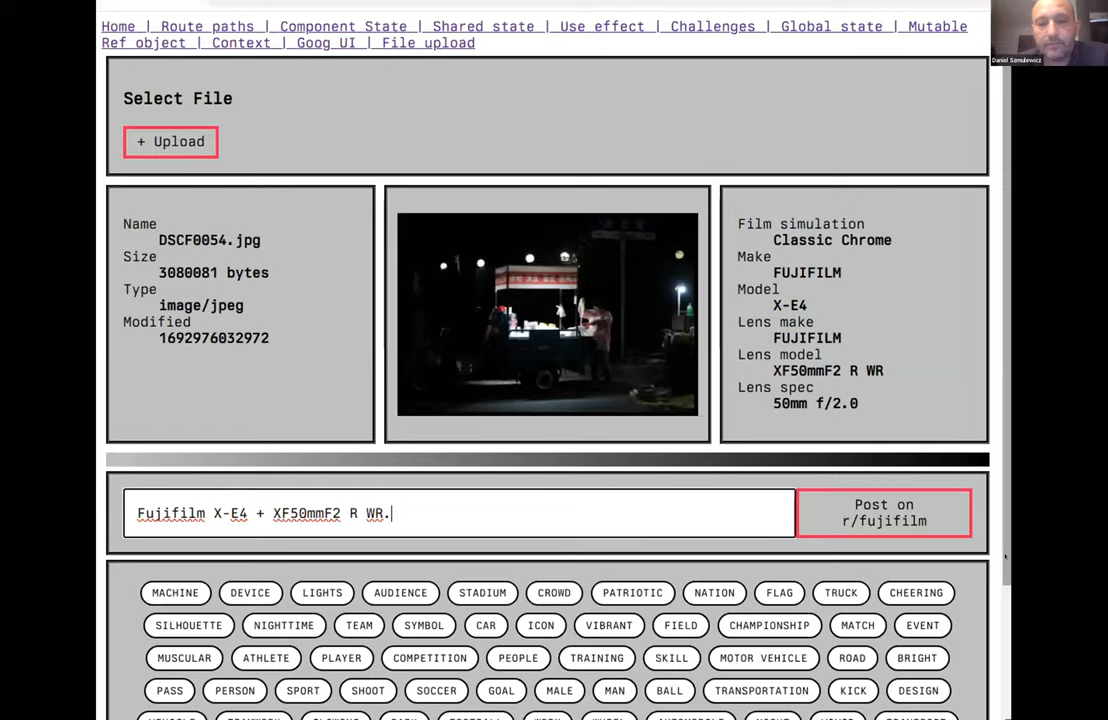 Home | Route paths | Component State | Shared state | Use effect | Challenges | Global state | Mutable
Ref object | Context | Goog UI | File upload
Daniel Szmulewicz
Select File
+ Upload
Name
DSCF0054.jpg
Size
3080081 bytes
Type
image/jpeg
Modified
1692976032972
Film simulation
Classic Chrome
Make
FUJIFILM
Model
X-E4
Lens make
FUJIFILM
Lens model
XF50mmF2 R WR
Lens spec
50mm f/2.0
Fujifilm X-E4 + XF50mmF2 R WR.
Post on
r/fujifilm
MACHINE DEVICE LIGHTS AUDIENCE STADIUM CROWD PATRIOTIC NATION FLAG TRUCK CHEERING
SILHOUETTE NIGHTTIME TEAM SYMBOL CAR ICON VIBRANT FIELD CHAMPIONSHIP MATCH EVENT
MUSCULAR ATHLETE PLAYER COMPETITION PEOPLE TRAINING SKILL MOTOR VEHICLE ROAD BRIGHT
PASS PERSON SPORT SHOOT SOCCER GOAL MALE MAN BALL TRANSPORTATION KICK DESIGN